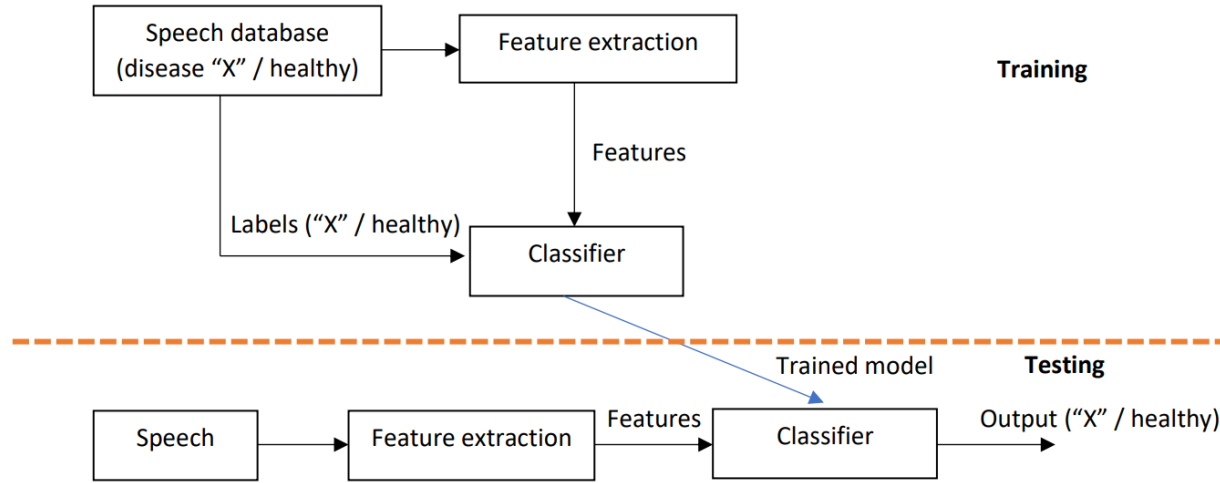 Speech database
(disease “X” / healthy)
Feature extraction
Training
Features
Labels (“X” / healthy)
Classifier
Trained model
Testing
Speech
Feature extraction
Features
Classifier
Output (“X” / healthy)